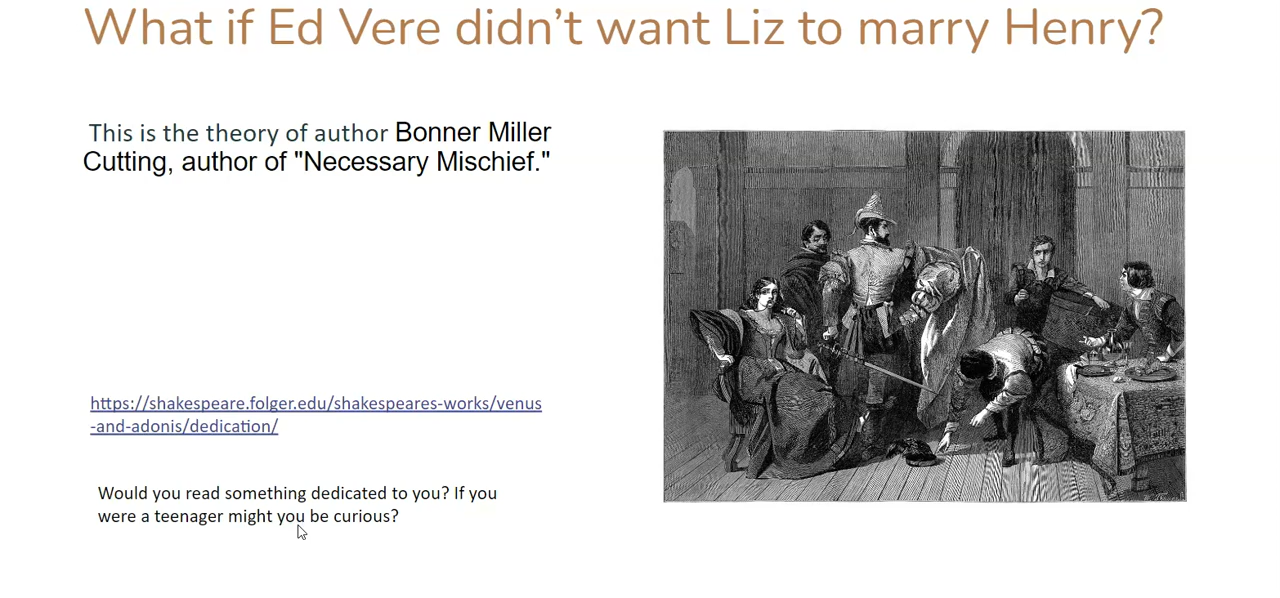 What if Ed Vere didn’t want Liz to marry Henry?
This is the theory of author Bonner Miller
Cutting, author of "Necessary Mischief."
https://shakespeare.folger.edu/shakespeares-works/venus
-and-adonis/dedication/
Would you read something dedicated to you? If you
were a teenager might you be curious?